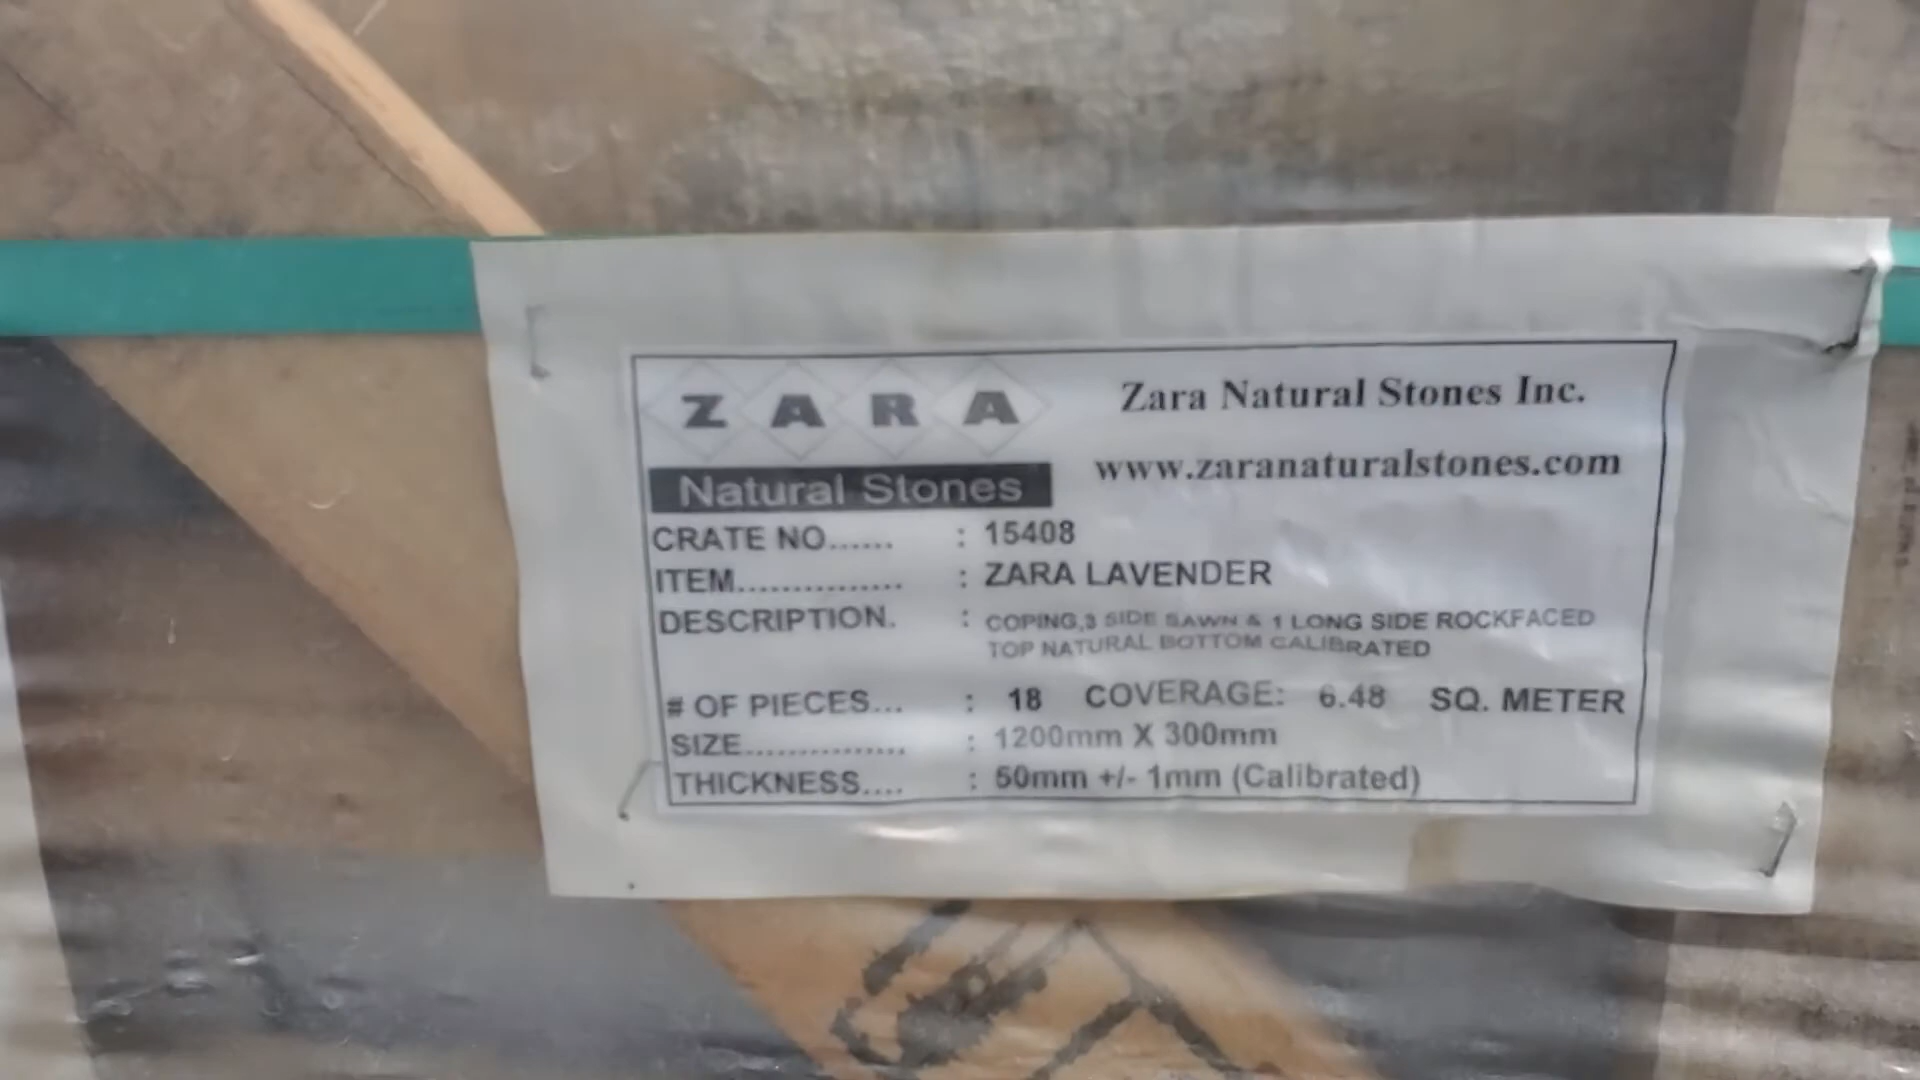 ZARA
Zara Natural Stones Inc.
Natural Stones
www.zaranaturalstones.com
CRATE NO...... : 15408
ITEM............... : ZARA LAVENDER
DESCRIPTION. : COPING,3 SIDE SAWN & 1 LONG SIDE ROCKFACED
TOP NATURAL BOTTOM CALIBRATED
# OF PIECES... : 18 COVERAGE: 6.48 SQ. METER
SIZE................ : 1200mm X 300mm
THICKNESS.... : 50mm +/- 1mm (Calibrated)